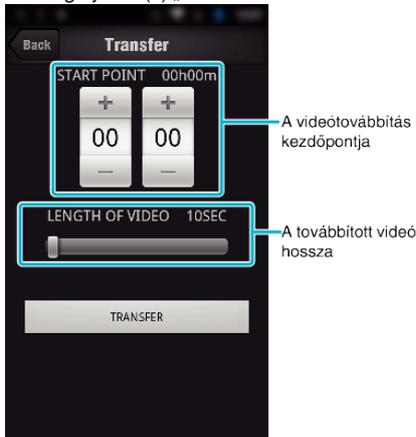 Back
Transfer
START POINT 00h00m
+ +
00 00
— —
A videótovábbítás
kezdőpontja
LENGTH OF VIDEO 10SEC
A továbbított videó
hossza
TRANSFER